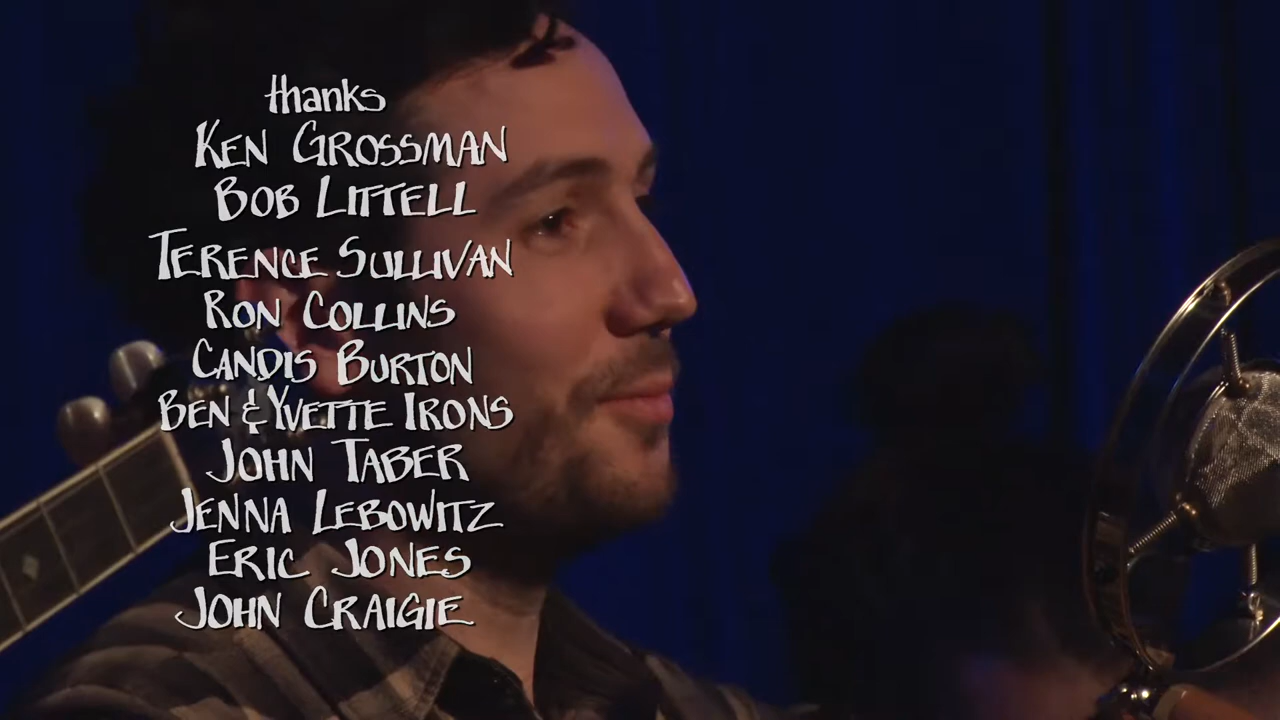 thanks
KEN GROSSMAN
BOB LITTELL
TERENCE SULLIVAN
RON COLLINS
CANDIS BURTON
BEN & YVETTE IRONS
JOHN TABER
JENNA LEBOWITZ
ERIC JONES
JOHN CRAIGIE